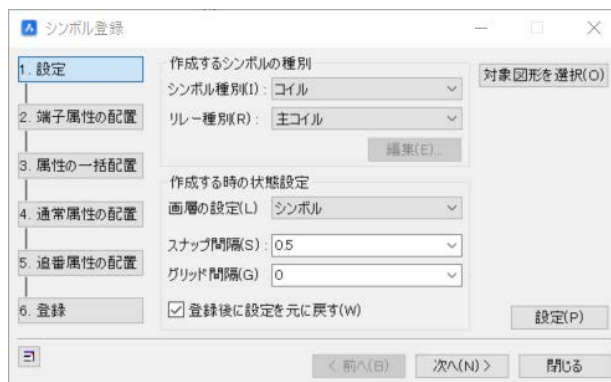 シンボル登録
1. 設定
2. 端子属性の配置
3. 属性の一括配置
4. 通常属性の配置
5. 追番属性の配置
6. 登録
作成するシンボルの種別
シンボル種別(I): コイル
リレー種別(R): 主コイル
編集(E)...
作成する時の状態設定
画層の設定(L) シンボル
スナップ間隔(S): 0.5
グリッド間隔(G) 0
登録後に設定を元に戻す(W)
対象図形を選択(O)
設定(P)
< 前へ(B)
次へ(N) >
閉じる